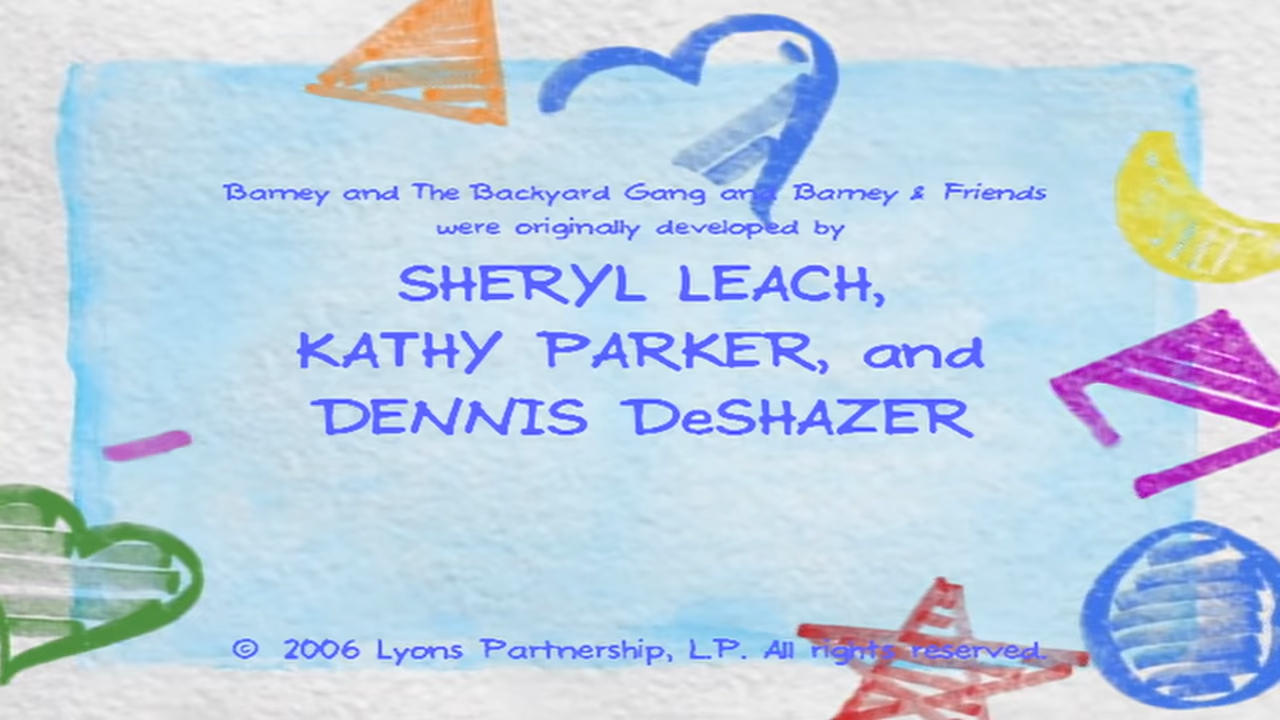 Barney and The Backyard Gang and Barney & Friends
were originally developed by
SHERYL LEACH,
KATHY PARKER, and
DENNIS DeSHAZER
© 2006 Lyons Partnership, L.P. All rights reserved.